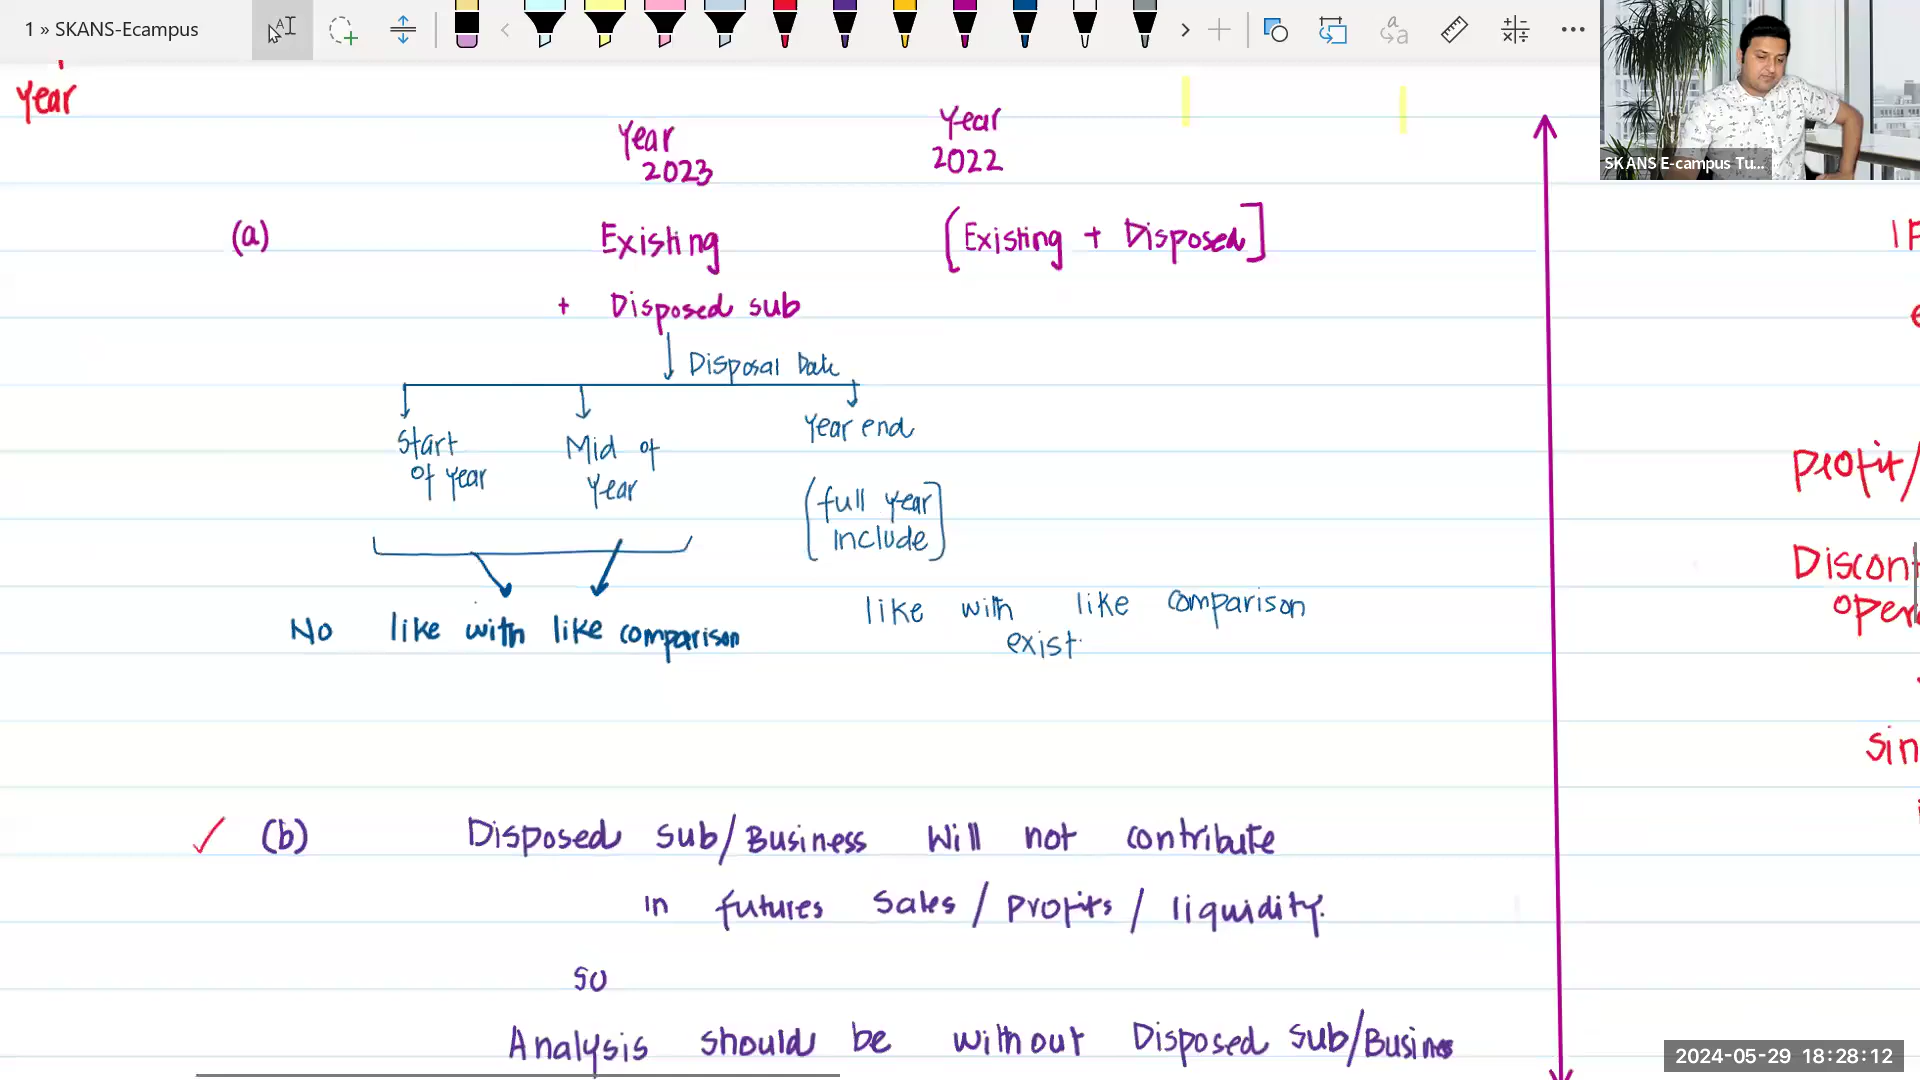 1 » SKANS-Ecampus
SKANS E-campus Tu...
Year
Year
2023
Year
2022
(a)
Existing
[Existing + Disposed]
+ Disposed sub
Disposal Date
Start
of year
Mid of
year
Year end
(full year
include)
No like with like comparison
like with like comparison
exist
(b) Disposed sub/Business will not contribute
in futures sales / profits / liquidity.
so
Analysis should be without Disposed sub/Business
profit/
2024-05-29 18:28:12